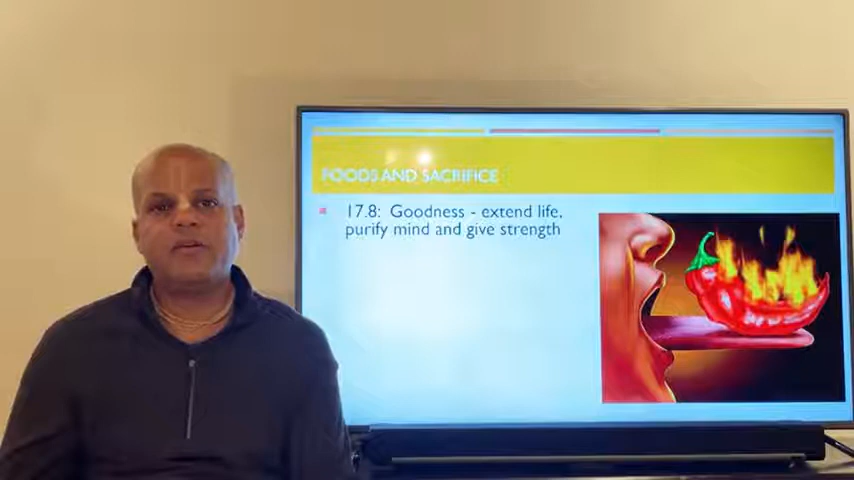 FOODS AND SACRIFICE
17.8: Goodness - extend life,
purify mind and give strength